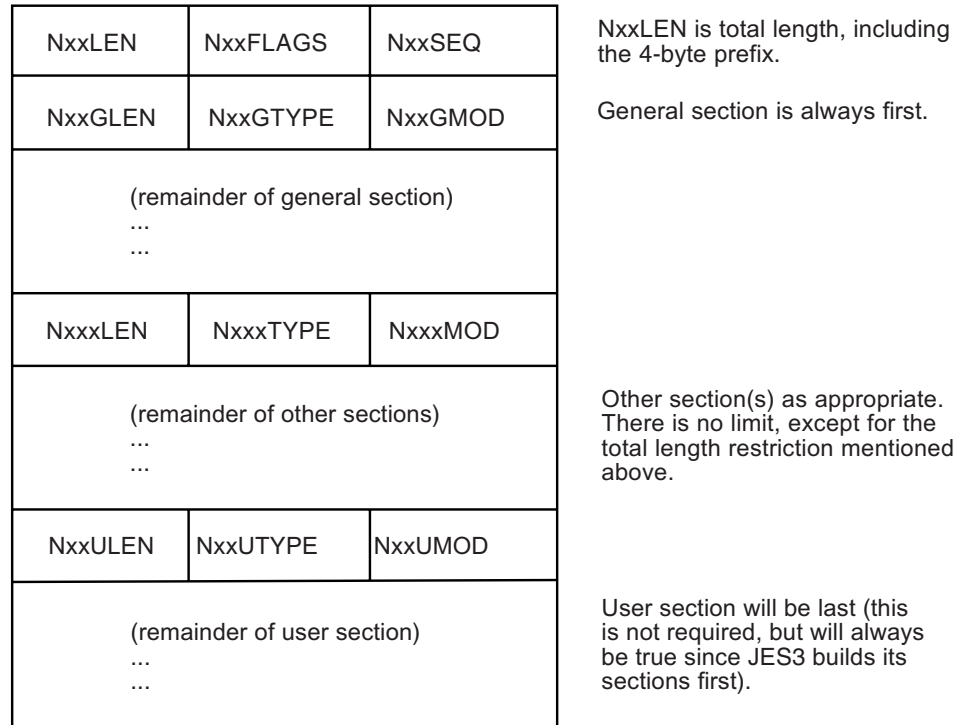 NxxLEN NxxFLAGS NxxSEQ
NxxLEN is total length, including
the 4-byte prefix.
NxxGLEN NxxGTYPE NxxGMOD
General section is always first.
(remainder of general section)
...
...
NxxxLEN NxxxTYPE NxxxMOD
(remainder of other sections)
...
...
Other section(s) as appropriate.
There is no limit, except for the
total length restriction mentioned
above.
NxxULEN NxxUTYPE NxxUMOD
(remainder of user section)
...
...
User section will be last (this
is not required, but will always
be true since JES3 builds its
sections first).